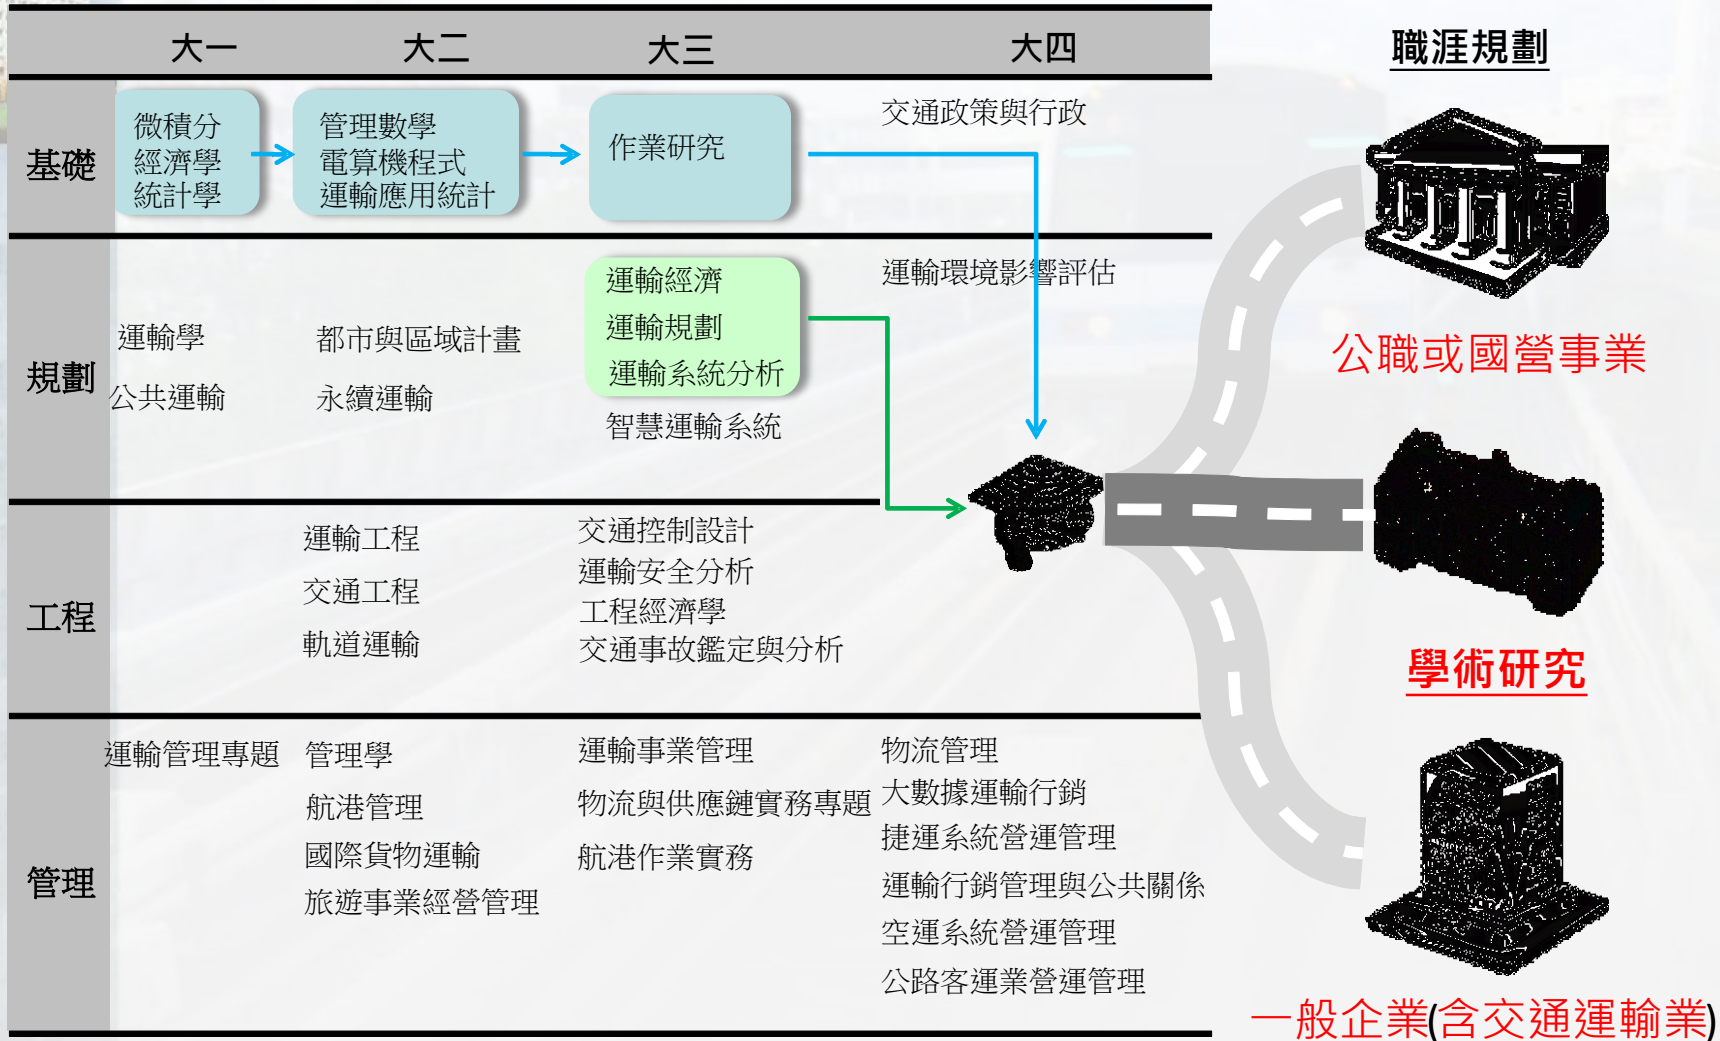 大一
大二
大三
大四
職涯規劃
基礎
微積分
經濟學
統計學
管理數學
電算機程式
運輸應用統計
作業研究
交通政策與行政
規劃
運輸學
公共運輸
都市與區域計畫
永續運輸
運輸經濟
運輸規劃
運輸系統分析
智慧運輸系統
運輸環境影響評估
工程
運輸工程
交通工程
軌道運輸
交通控制設計
運輸安全分析
工程經濟學
交通事故鑑定與分析
管理
運輸管理專題
管理學
航港管理
國際貨物運輸
旅遊事業經營管理
運輸事業管理
物流與供應鏈實務專題
航港作業實務
物流管理
大數據運輸行銷
捷運系統營運管理
運輸行銷管理與公共關係
空運系統營運管理
公路客運業營運管理
公職或國營事業
學術研究
一般企業(含交通運輸業)